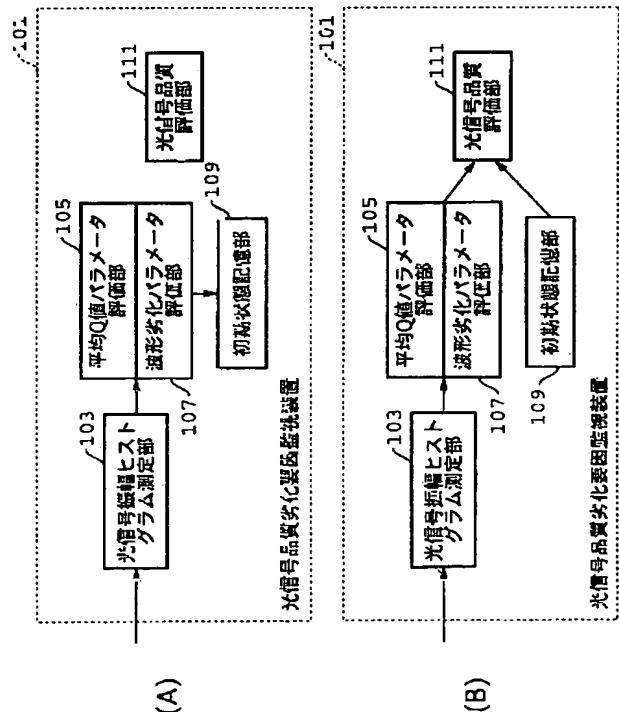 (A)
101
103
光信号振幅ヒスト
グラム測定部
105
平均Q値パラメータ
評価部
波形劣化パラメータ
評価部
107
109
初期状態記憶部
111
光信号品質
評価部
光信号品質劣化要因監視装置
(B)
101
103
光信号振幅ヒスト
グラム測定部
105
平均Q値パラメータ
評価部
波形劣化パラメータ
評価部
107
109
初期状態記憶部
111
光信号品質
評価部
光信号品質劣化要因監視装置